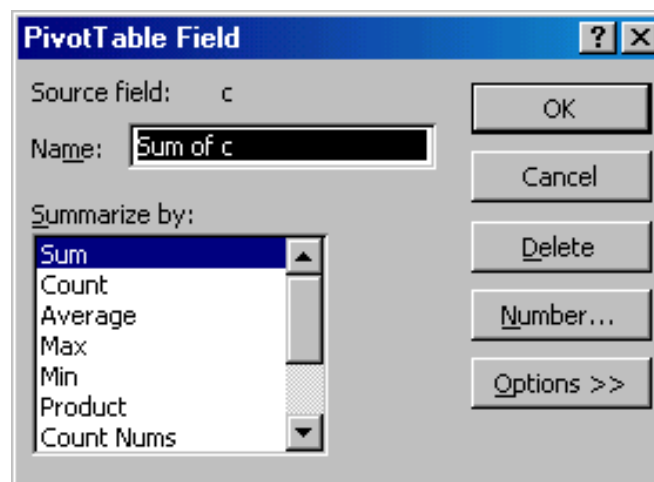 PivotTable Field
Source field: c
Name: Sum of c
Summarize by:
Sum
Count
Average
Max
Min
Product
Count Nums
OK
Cancel
Delete
Number...
Options >>